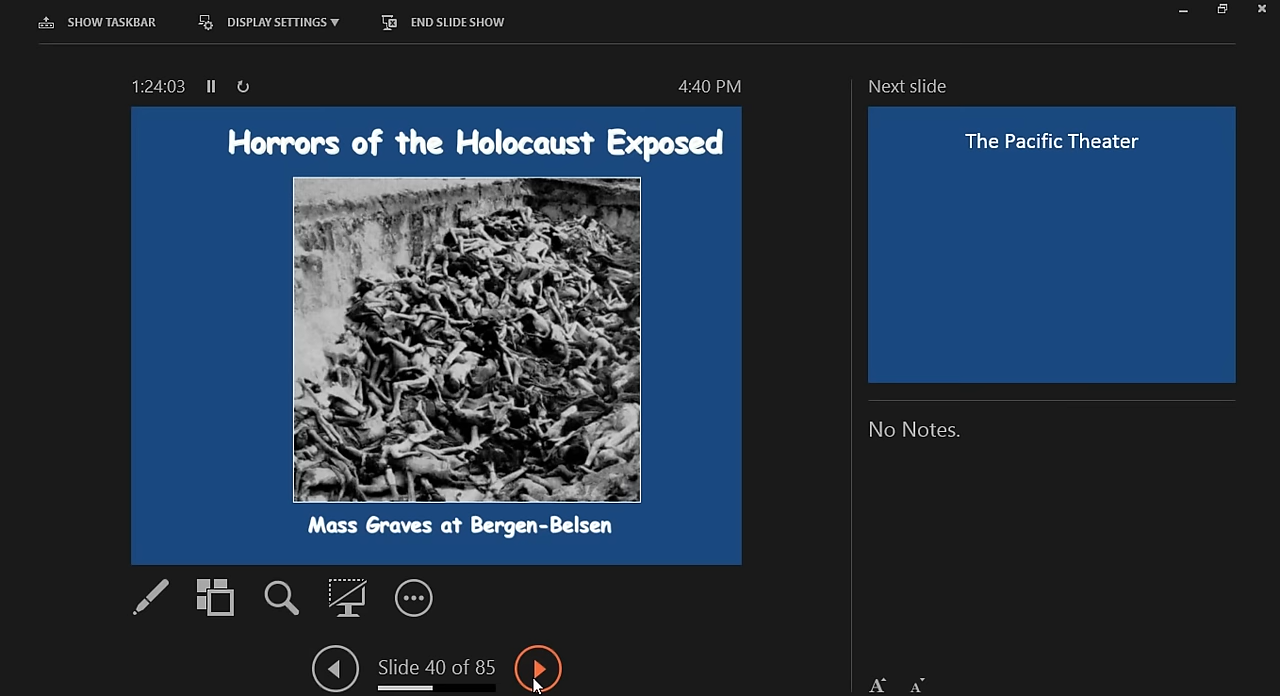 SHOW TASKBAR
DISPLAY SETTINGS ▼
END SLIDE SHOW
1:24:03
4:40 PM
Next slide
Horrors of the Holocaust Exposed
Mass Graves at Bergen-Belsen
The Pacific Theater
No Notes.
Slide 40 of 85
A A